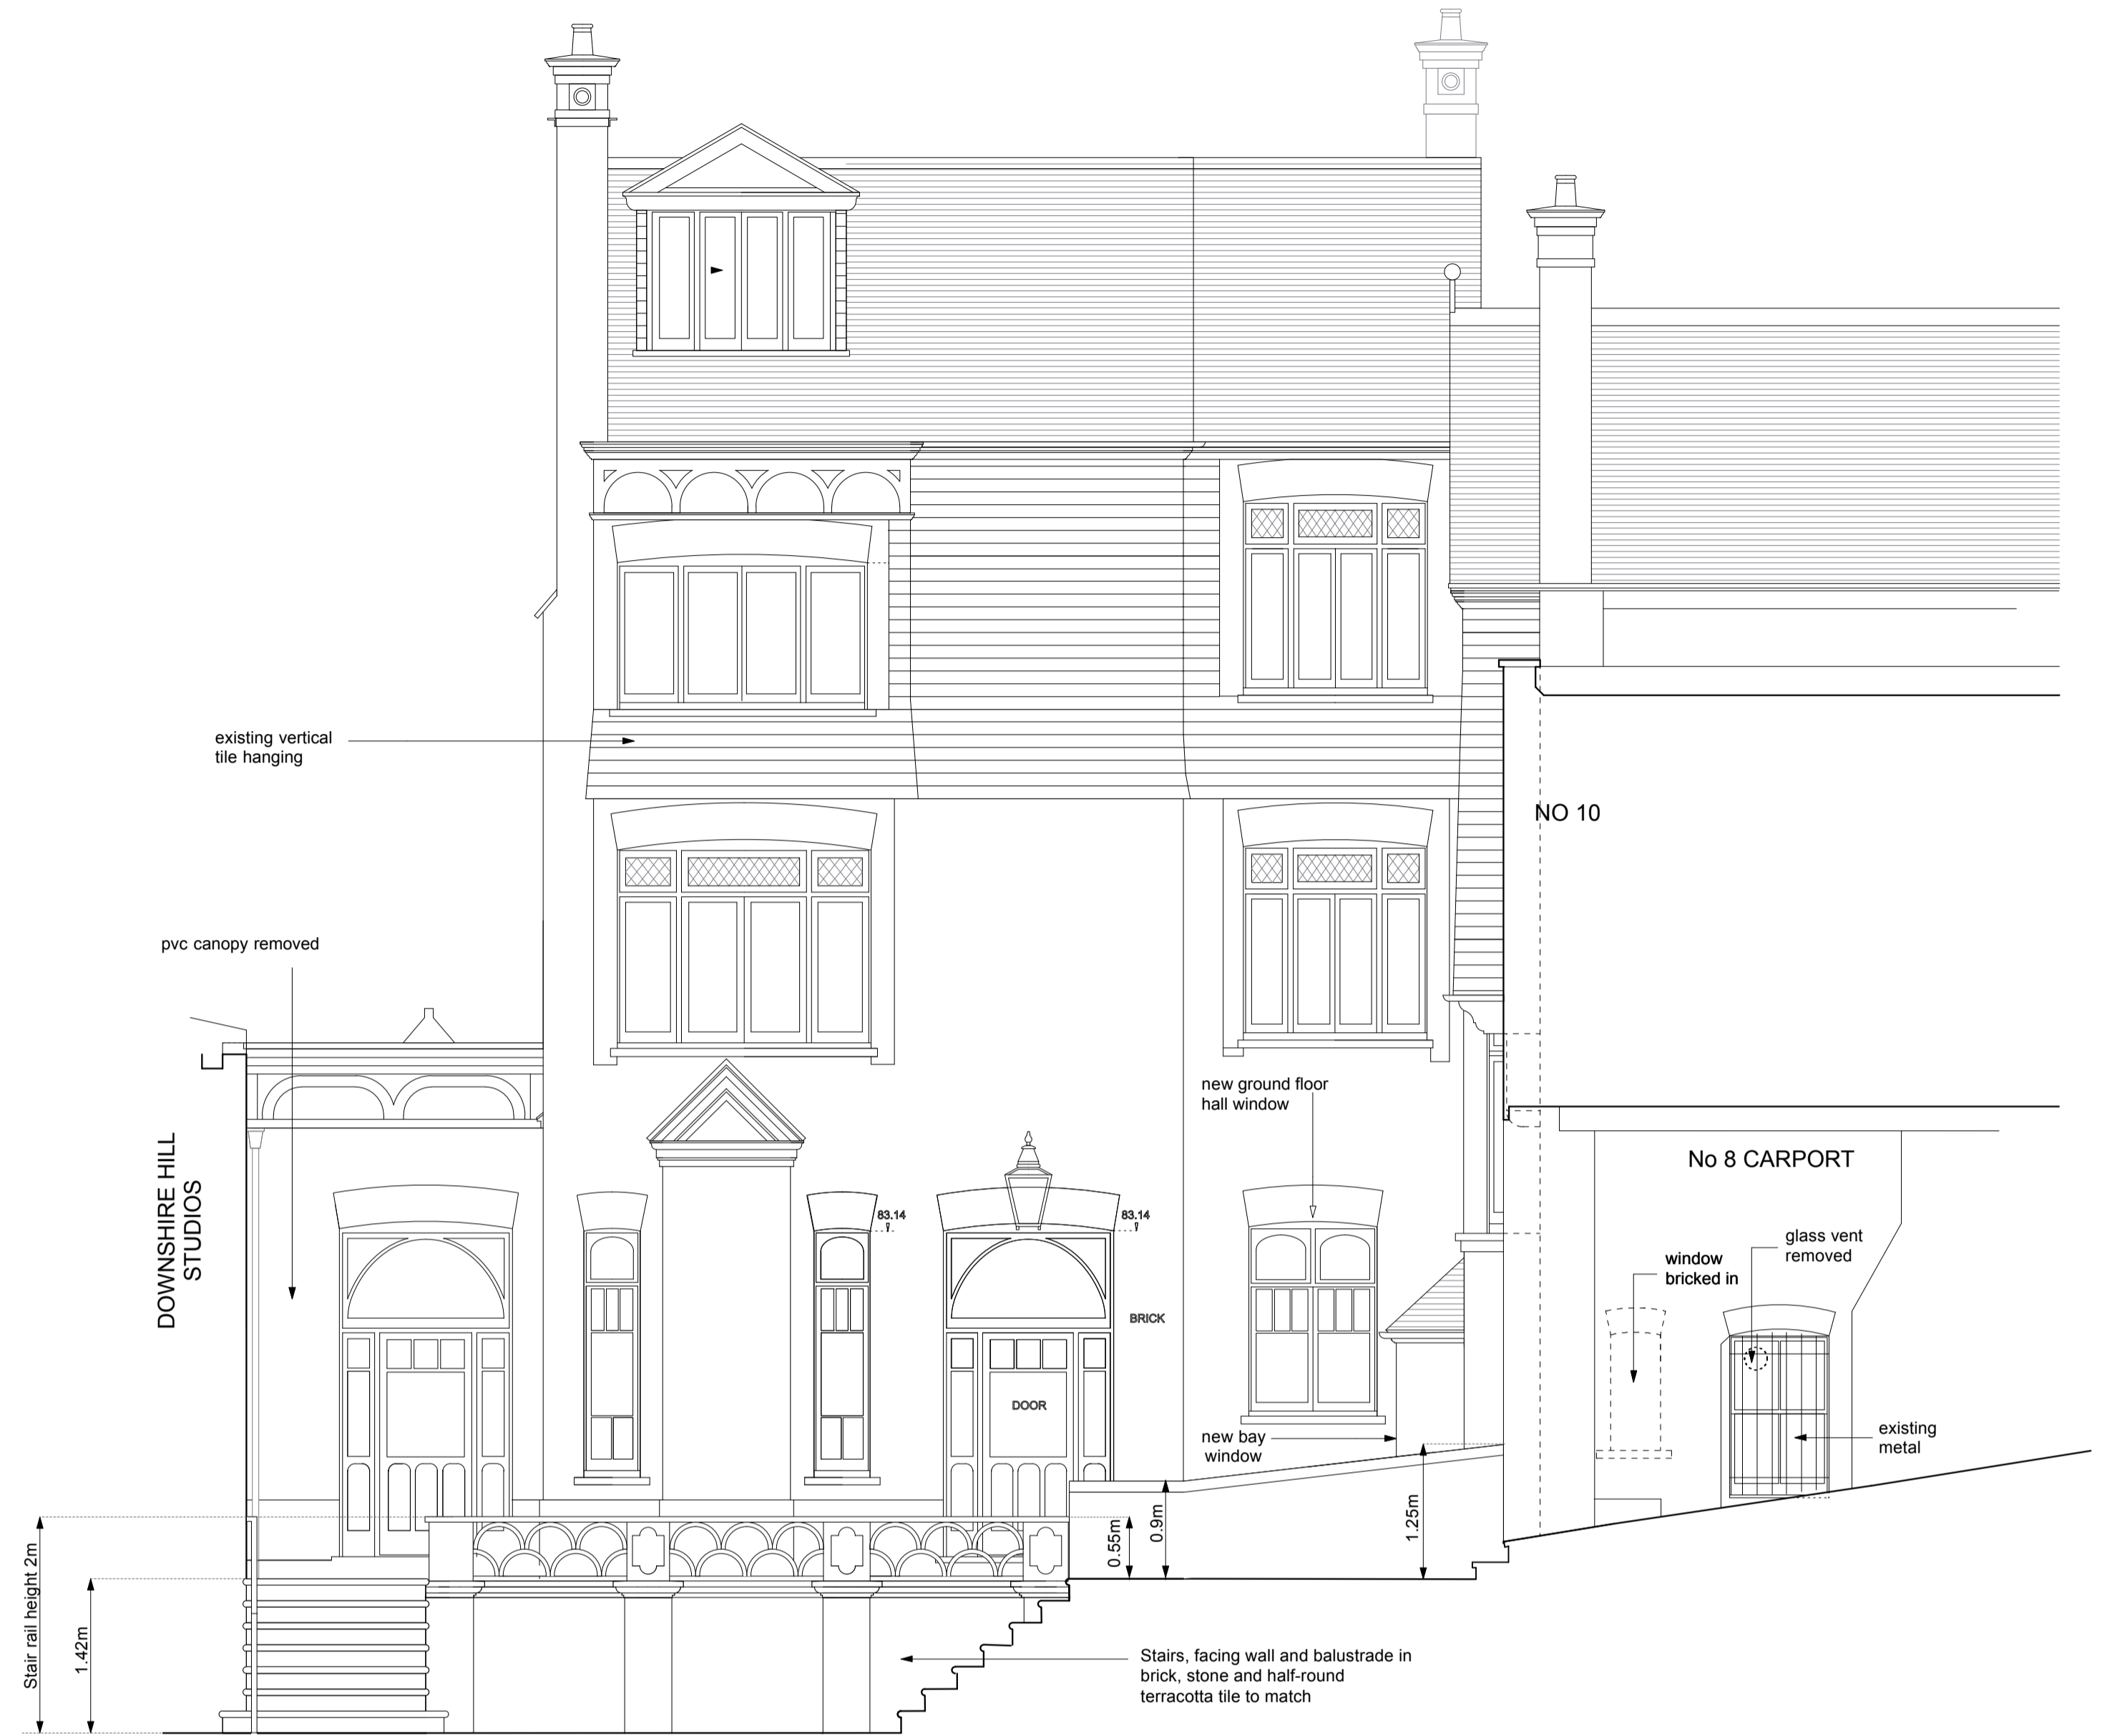 existing vertical
tile hanging
NO 10
pvc canopy removed
new ground floor
hall window
DOWNSHIRE HILL
STUDIOS
No 8 CARPORT
83.14
83.14
glass vent
removed
window
bricked in
BRICK
DOOR
new bay
window
existing
metal
Stair rail height 2m
1.42m
0.55m
0.9m
1.25m
Stairs, facing wall and balustrade in
brick, stone and half-round
terracotta tile to match